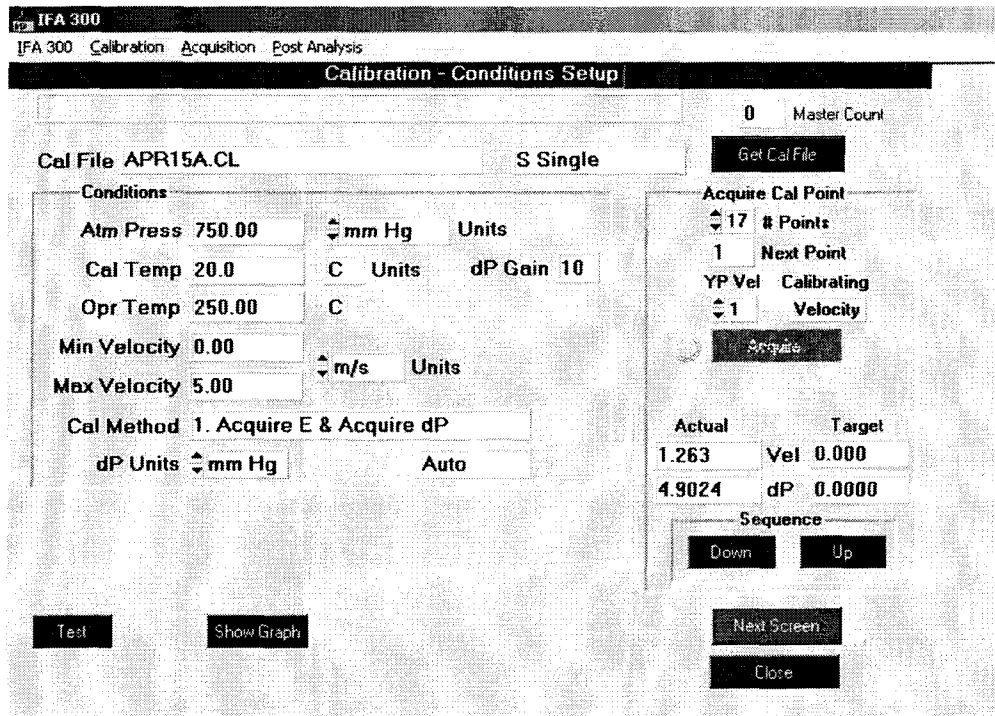 IFA 300
IFA 300 Calibration Acquisition Post Analysis
Calibration - Conditions Setup
0 Master Count
Cal File APR15A.CL S Single Get Cal File
Conditions
Acquire Cal Point
Atm Press 750.00 mm Hg Units
17 # Points
Cal Temp 20.0 C Units dP Gain 10
1 Next Point
Opr Temp 250.00 C
YP Vel Calibrating
1 Velocity
Min Velocity 0.00
m/s Units
Acquire
Max Velocity 5.00
Cal Method 1. Acquire E & Acquire dP
dP Units mm Hg Auto
Actual Target
1.263 Vel 0.000
4.9024 dP 0.0000
Sequence
Down Up
Test Show Graph Next Screen
Close